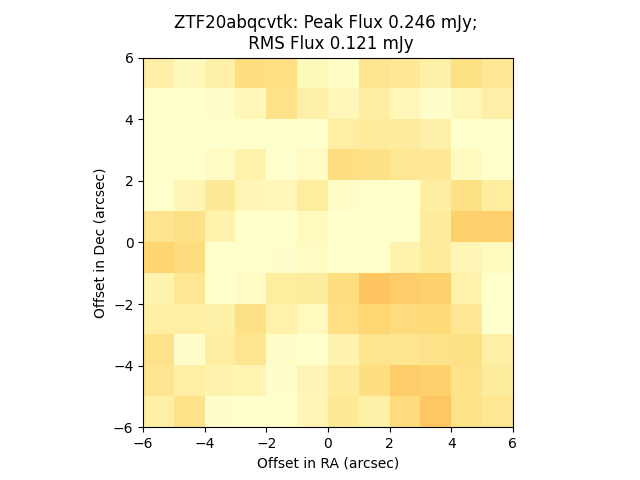 ZTF20abqcvtk: Peak Flux 0.246 mJy;
RMS Flux 0.121 mJy
6
4
2
0
−2
−4
−6
Offset in Dec (arcsec)
−6 −4 −2 0 2 4 6
Offset in RA (arcsec)